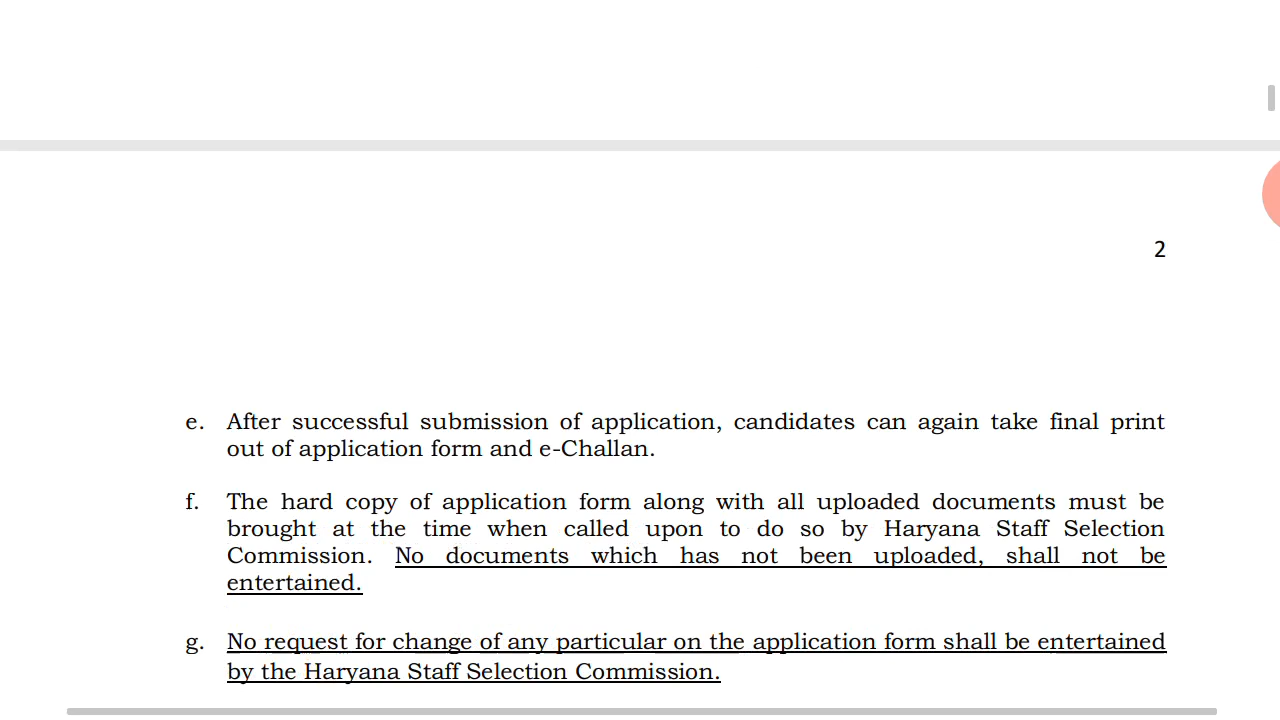 2
e. After successful submission of application, candidates can again take final print
out of application form and e-Challan.
f. The hard copy of application form along with all uploaded documents must be
brought at the time when called upon to do so by Haryana Staff Selection
Commission. No documents which has not been uploaded, shall not be
entertained.
g. No request for change of any particular on the application form shall be entertained
by the Haryana Staff Selection Commission.